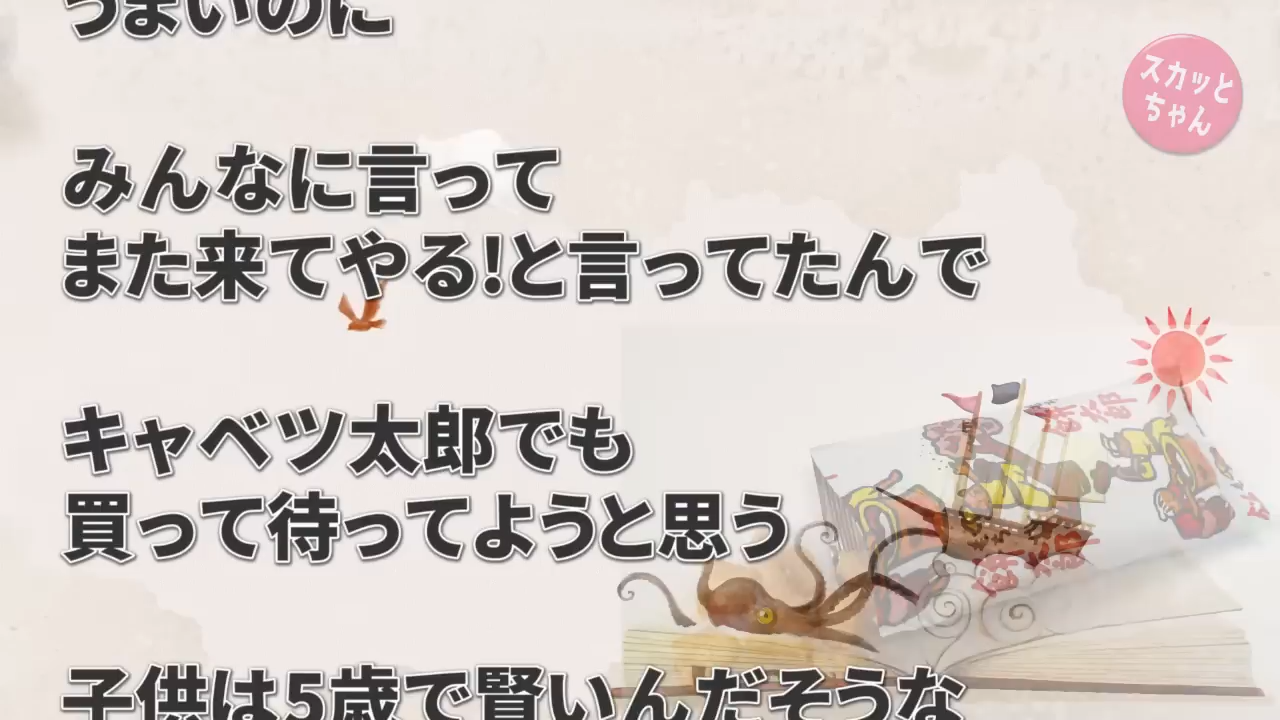 うまいのに
スカッと
ちゃん
みんなに言って
また来てやる!と言ってたんで
キャベツ太郎でも
買って待ってようと思う
子供は5歳で賢いんだそうな